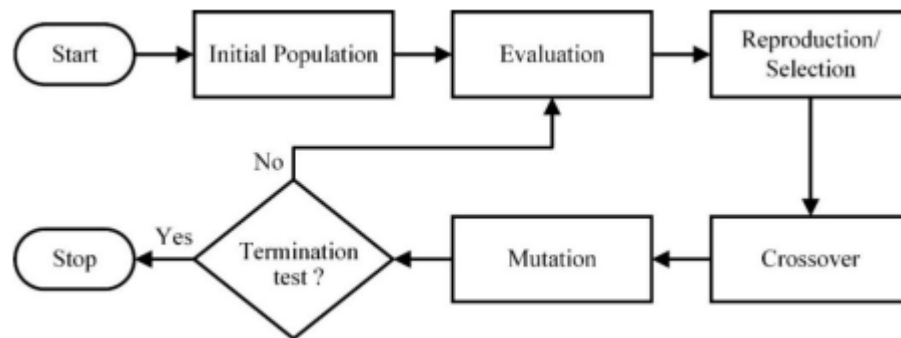 Start
Initial Population
Evaluation
Reproduction/
Selection
No
Yes
Stop
Termination
test ?
Mutation
Crossover